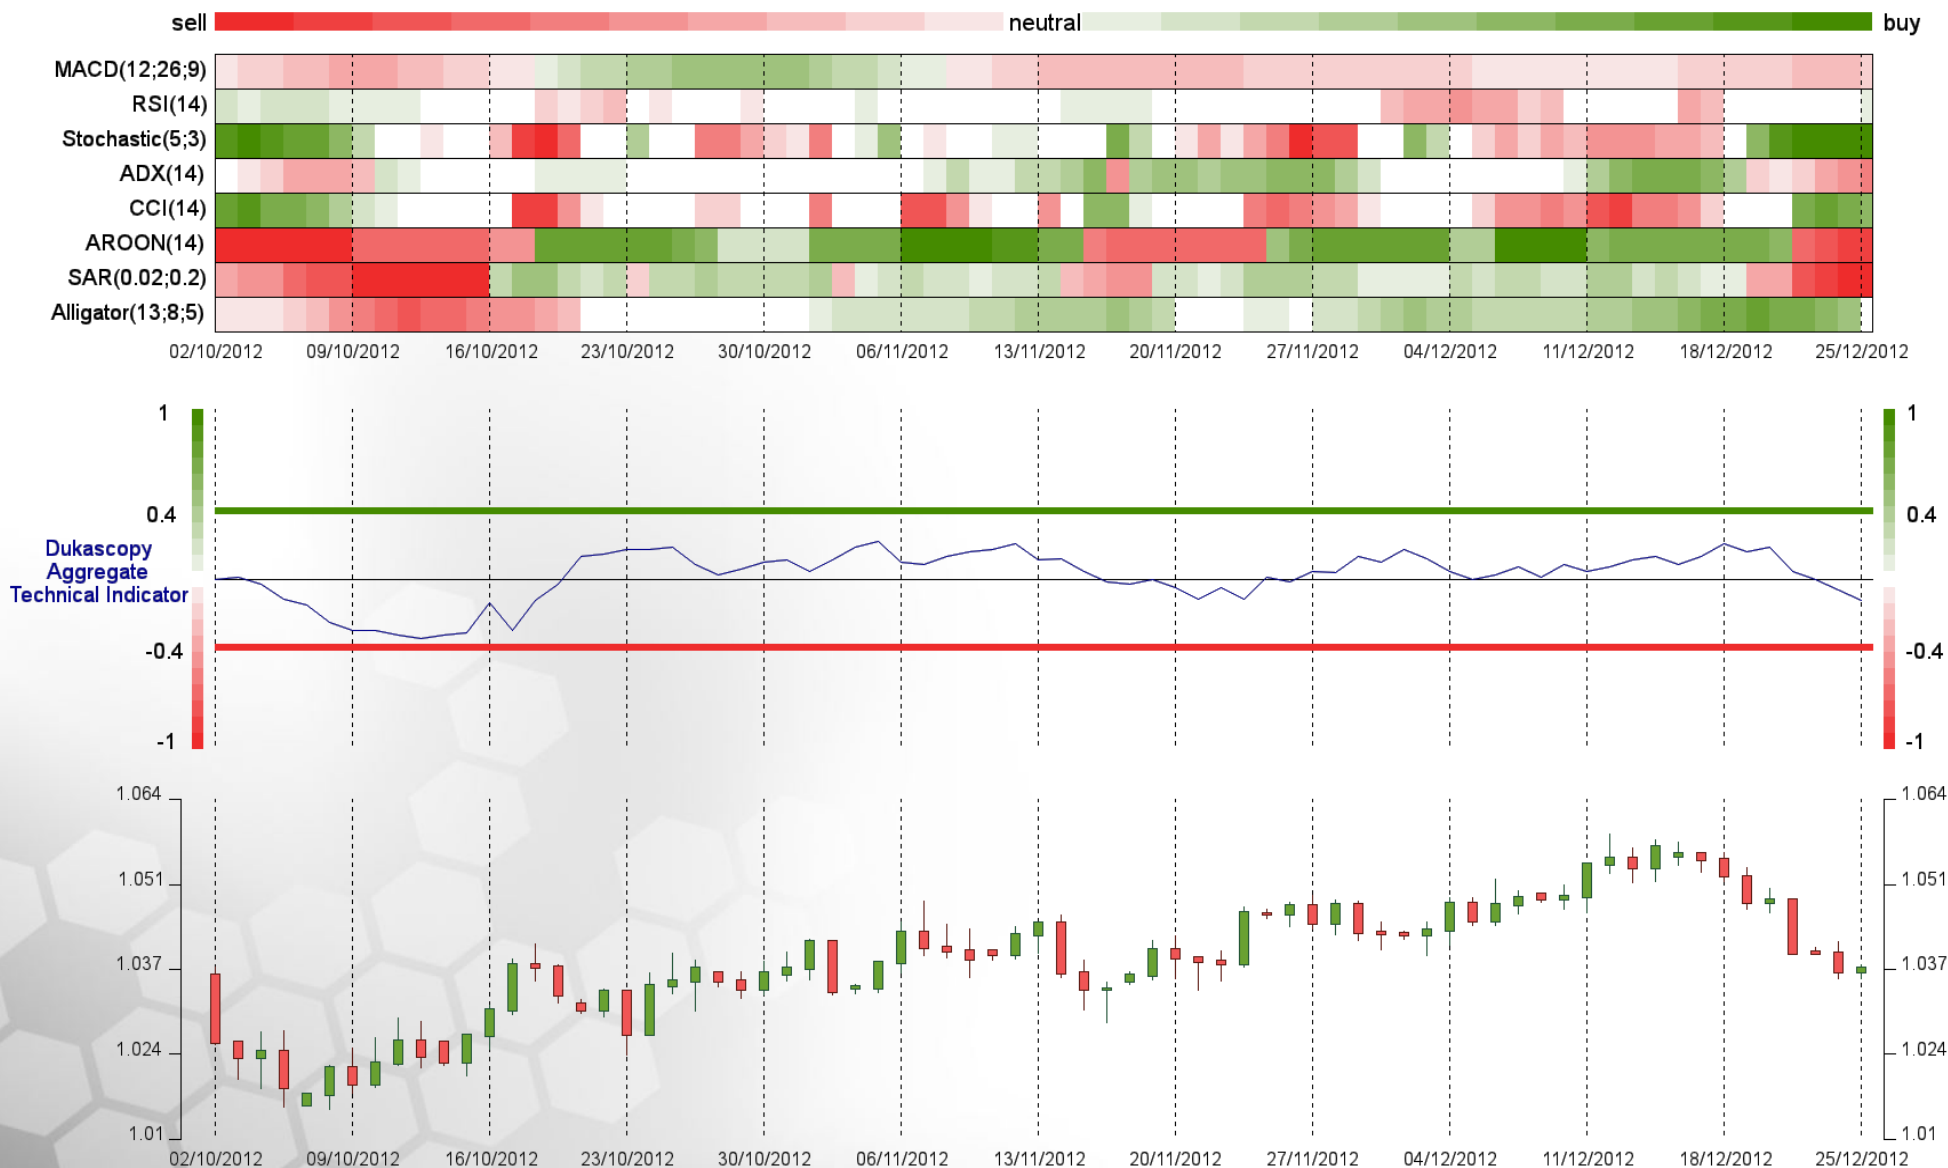 sell neutral buy
MACD(12;26;9)
RSI(14)
Stochastic(5;3)
ADX(14)
CCI(14)
AROON(14)
SAR(0.02;0.2)
Alligator(13;8;5)
02/10/2012 09/10/2012 16/10/2012 23/10/2012 30/10/2012 06/11/2012 13/11/2012 20/11/2012 27/11/2012 04/12/2012 11/12/2012 18/12/2012 25/12/2012
1 1
0.4 0.4
Dukascopy
Aggregate
Technical Indicator
-0.4 -0.4
-1 -1
1.064 1.064
1.051 1.051
1.037 1.037
1.024 1.024
1.01 1.01
02/10/2012 09/10/2012 16/10/2012 23/10/2012 30/10/2012 06/11/2012 13/11/2012 20/11/2012 27/11/2012 04/12/2012 11/12/2012 18/12/2012 25/12/2012